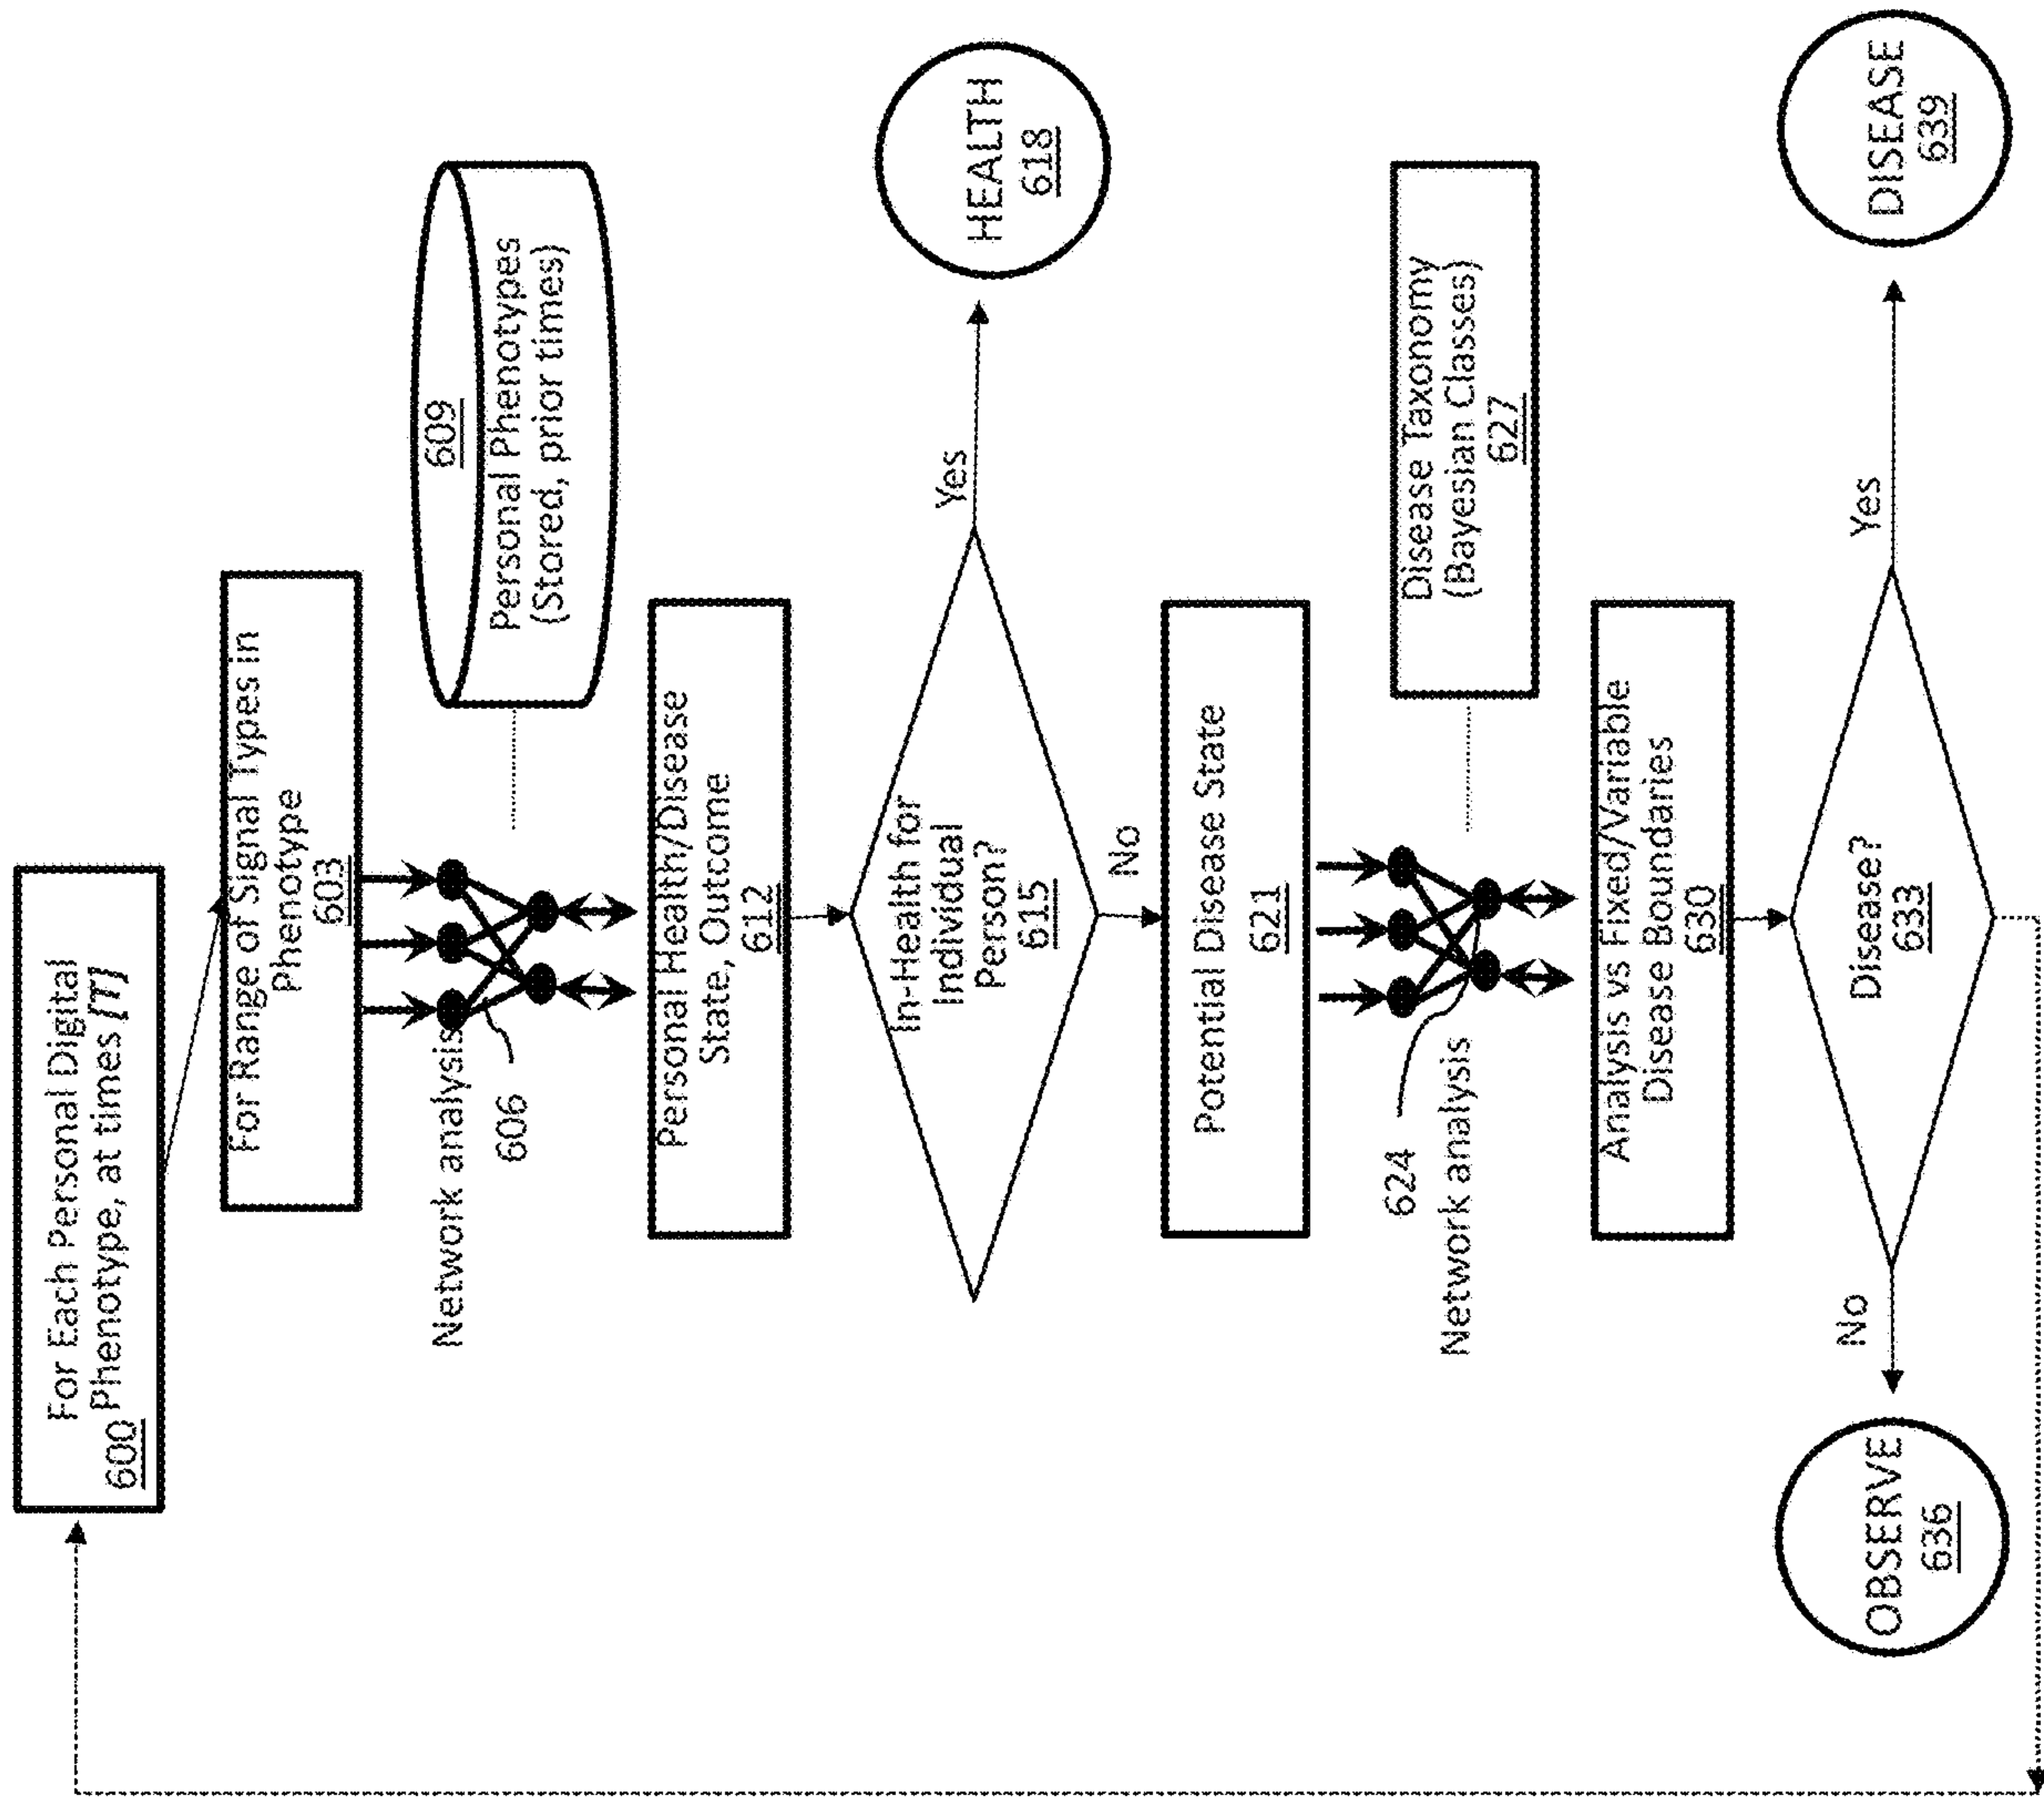 For Each Personal Digital
Phenotype, at times [T]
600
For Range of Signal Types in
Phenotype
603
Network analysis
606
609
Personal Phenotypes
(Stored, prior times)
Personal Health/Disease
State, Outcome
612
In-Health for
Individual
Person?
615
Yes
HEALTH
618
No
Potential Disease State
621
624
Network analysis
Disease Taxonomy
(Bayesian Classes)
627
Analysis vs Fixed/Variable
Disease Boundaries
630
Disease?
633
No
OBSERVE
636
Yes
DISEASE
639